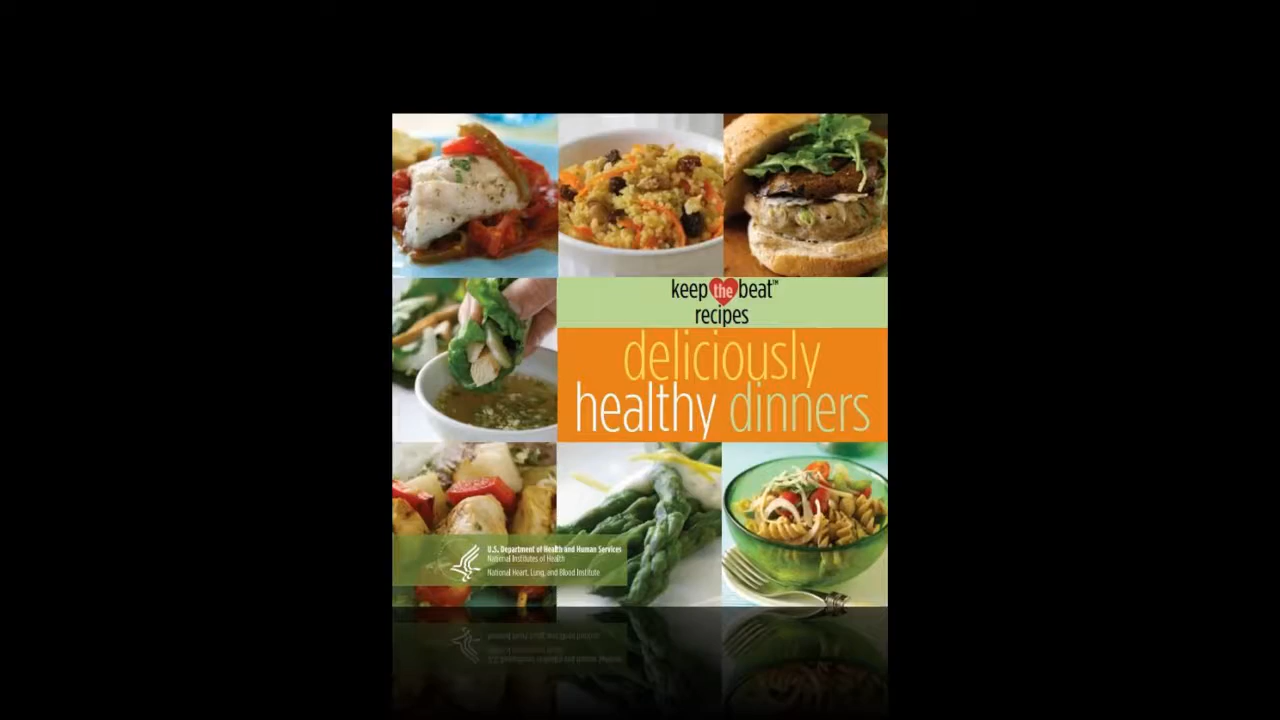 keep the beat™
recipes
deliciously
healthy dinners
U.S. Department of Health and Human Services
National Institutes of Health
National Heart, Lung, and Blood Institute